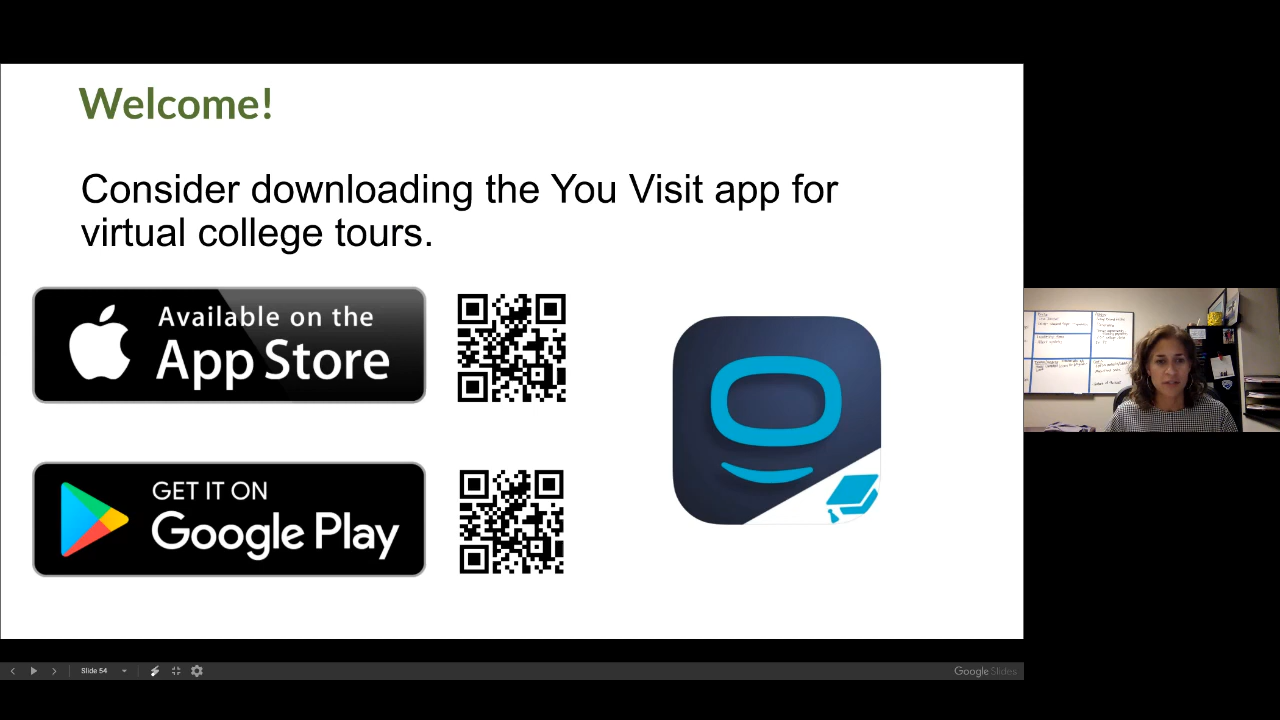 Welcome!
Consider downloading the You Visit app for
virtual college tours.
Available on the
App Store
GET IT ON
Google Play
Slide 54
Google Slides